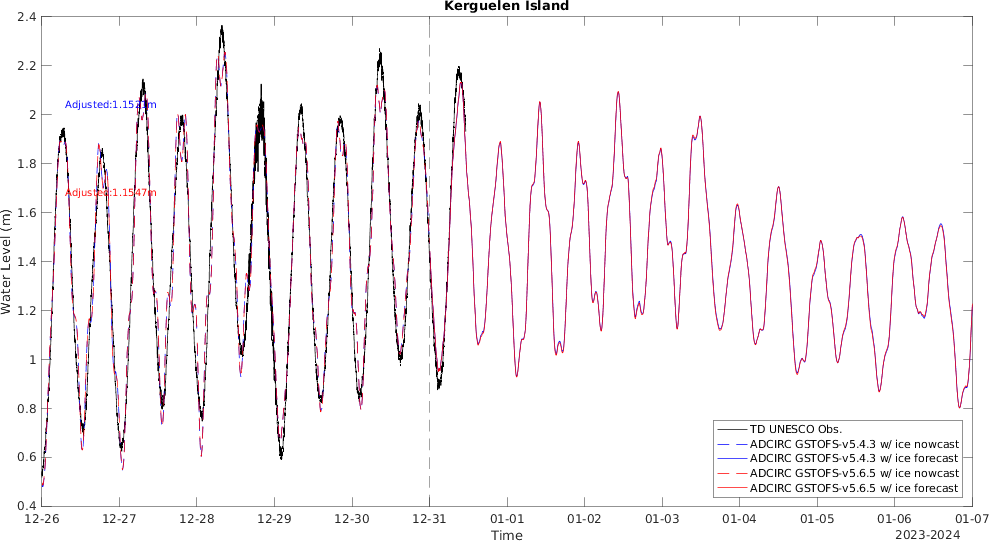 Kerguelen Island
2.4
2.2
2
1.8
1.6
1.4
1.2
1
0.8
0.6
0.4
Water Level (m)
Adjusted:1.1521m
Adjusted:1.1547m
TD UNESCO Obs.
ADCIRC GSTOFS-v5.4.3 w/ ice nowcast
ADCIRC GSTOFS-v5.4.3 w/ ice forecast
ADCIRC GSTOFS-v5.6.5 w/ ice nowcast
ADCIRC GSTOFS-v5.6.5 w/ ice forecast
12-26 12-27 12-28 12-29 12-30 12-31 01-01 01-02 01-03 01-04 01-05 01-06 01-07
Time
2023-2024